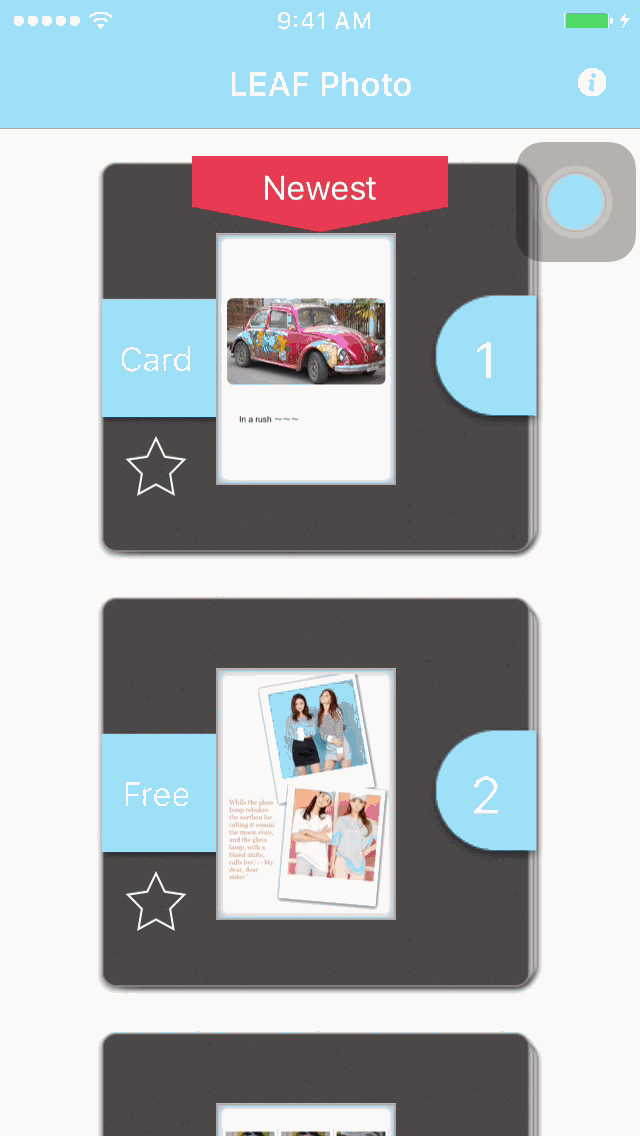 9:41 AM
LEAF Photo
Newest
Card
1
In a rush ~~~
Free
2
While the glass
lamp rebukes
the earthen for
calling it cousin
the moon rises,
and the glass
lamp, with a
bland smile,
calls her,'---My
dear, dear
sister.'